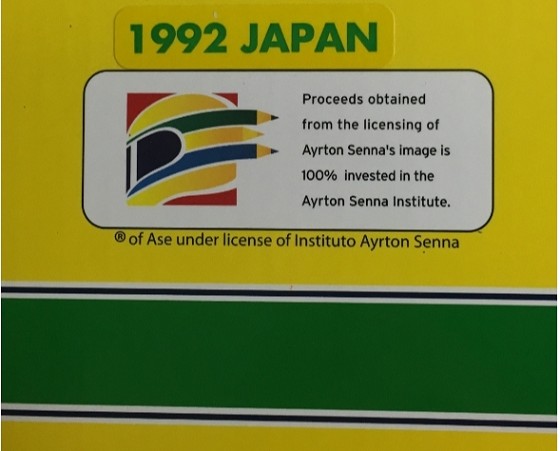 1992 JAPAN
Proceeds obtained
from the licensing of
Ayrton Senna's image is
100% invested in the
Ayrton Senna Institute.
® of Ase under license of Instituto Ayrton Senna